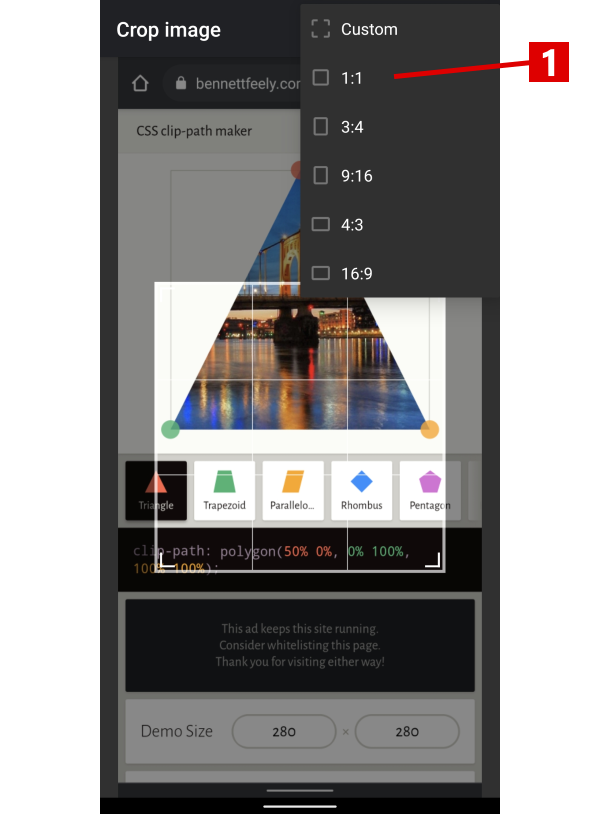 Crop image
Custom
1:1
3:4
9:16
4:3
16:9
1
bennettfeely.com
CSS clip-path maker
Triangle
Trapezoid
Parallelo...
Rhombus
Pentagon
clip-path: polygon(50% 0%, 0% 100%,
100% 100%);
This ad keeps this site running.
Consider whitelisting this page.
Thank you for visiting either way!
Demo Size
280
×
280